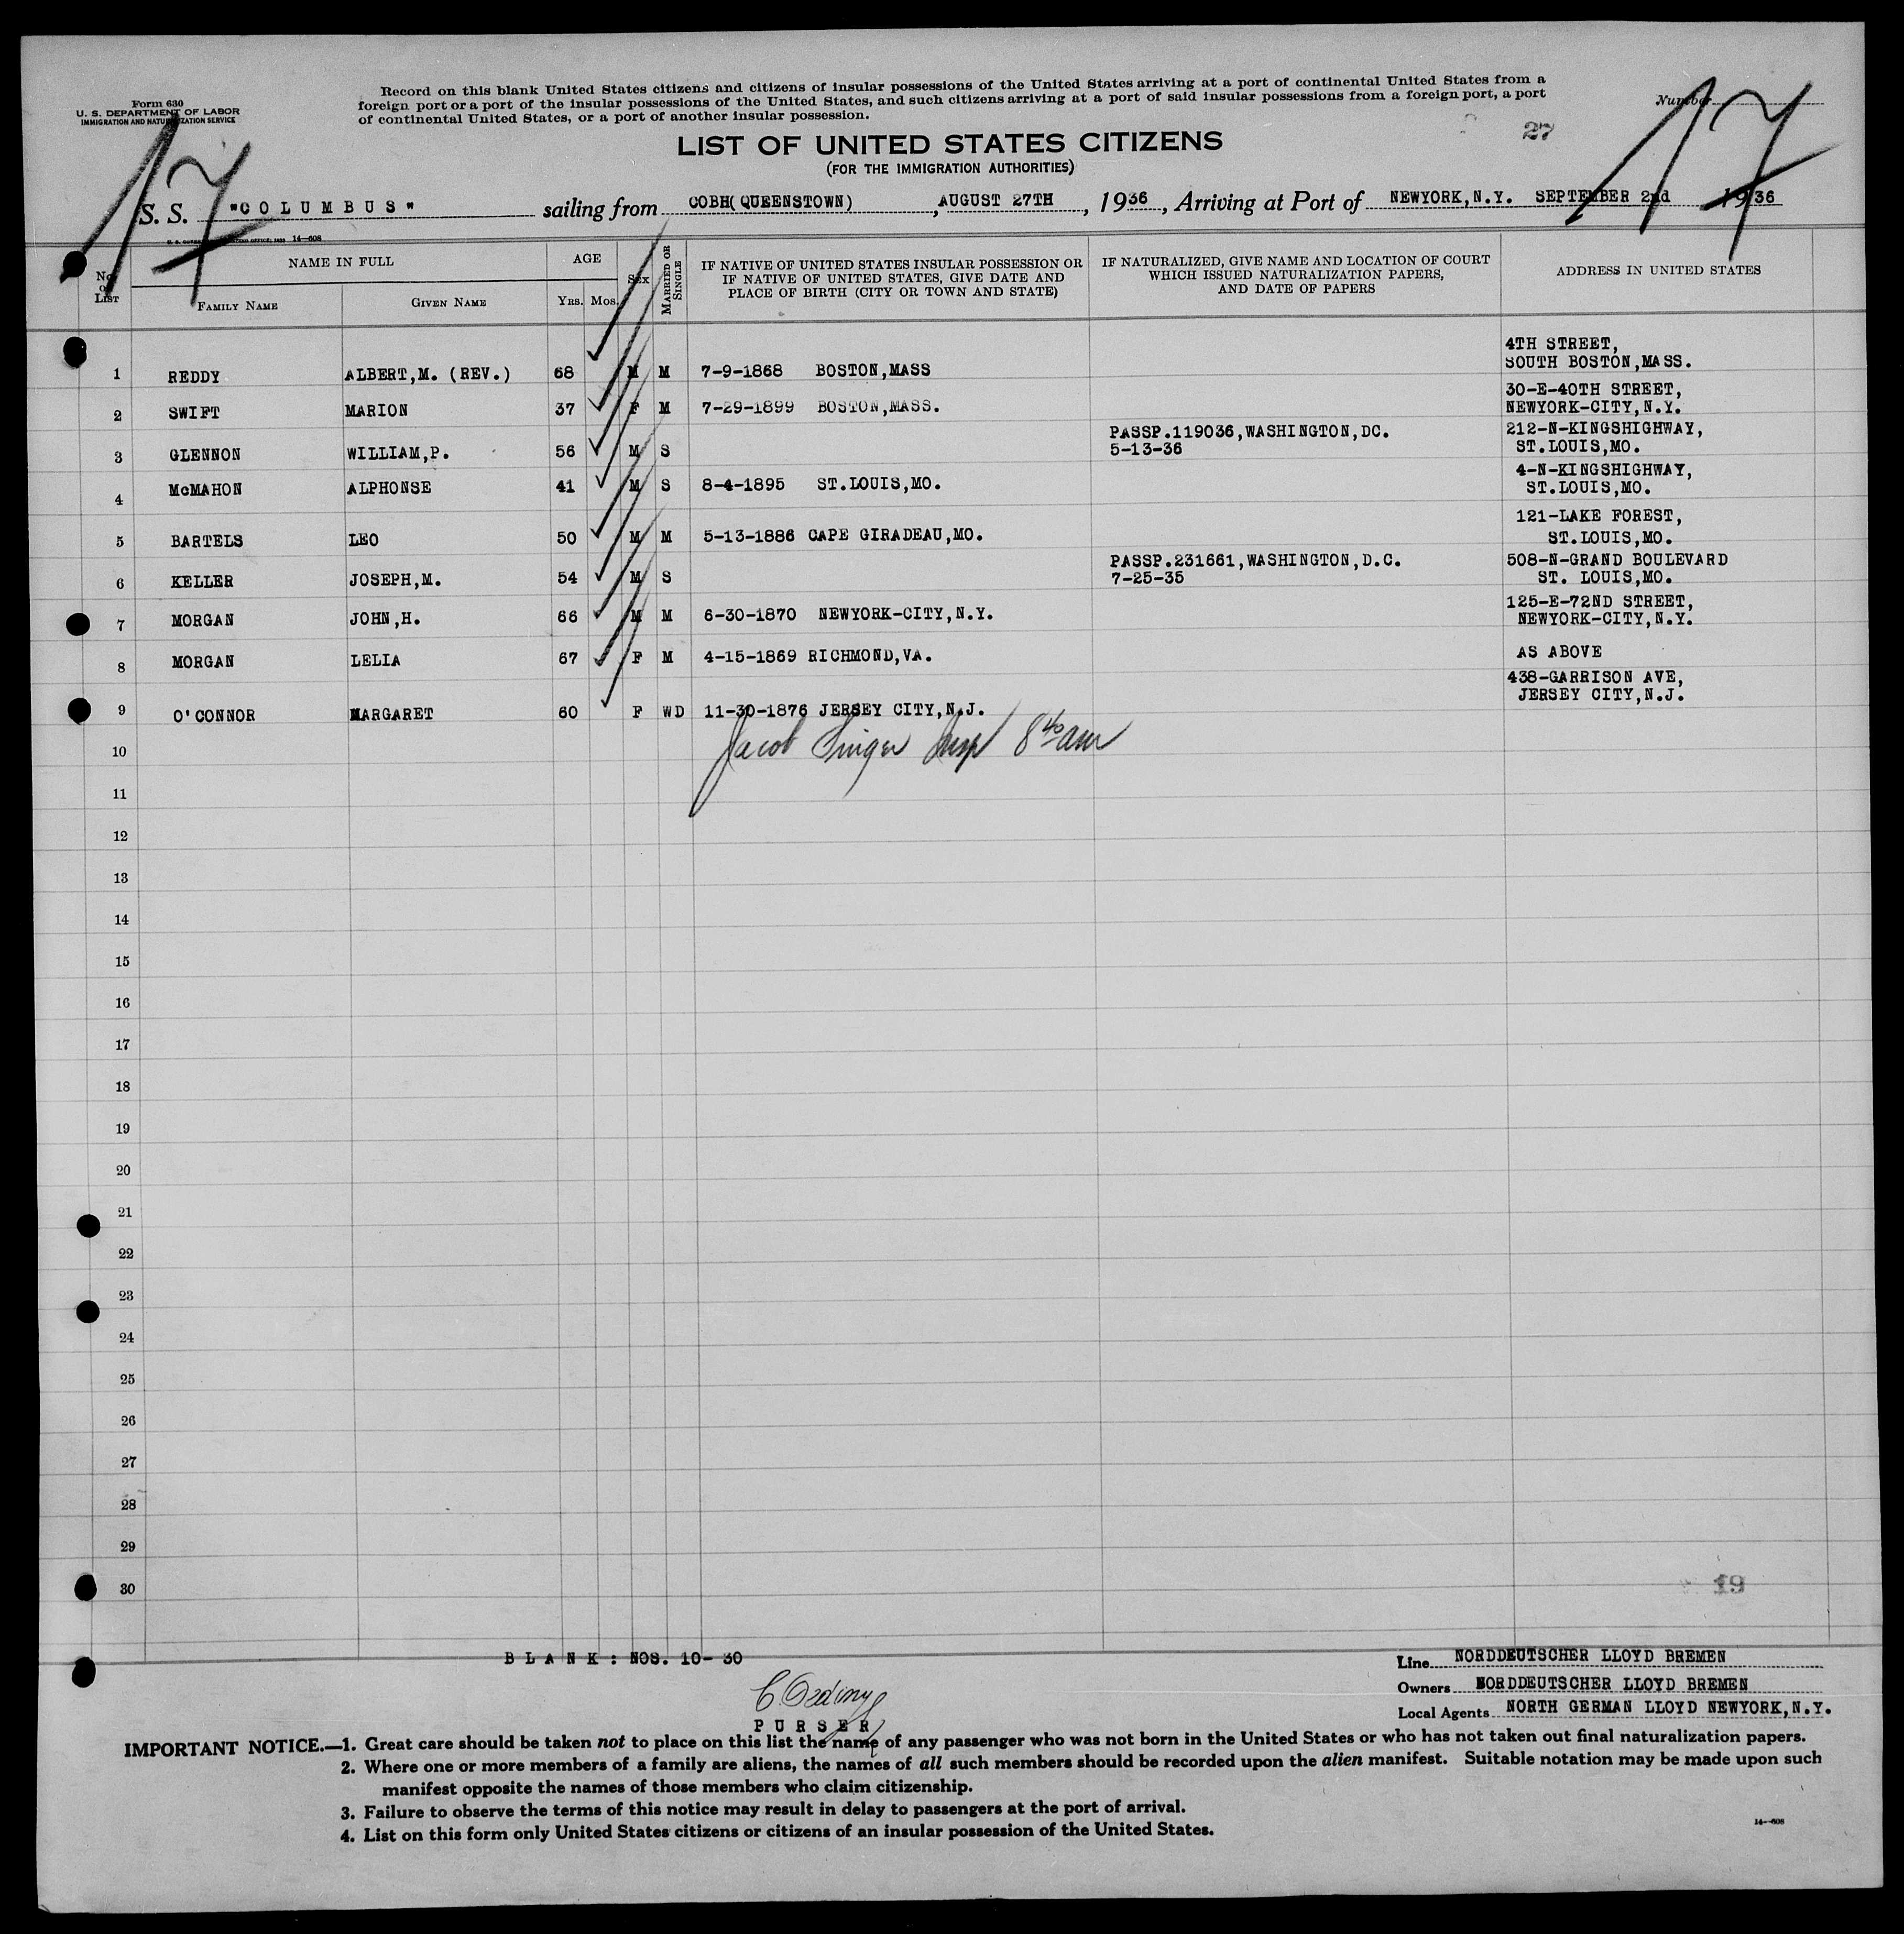 Form 630
U. S. DEPARTMENT OF LABOR
IMMIGRATION AND NATURALIZATION SERVICE
Record on this blank United States citizens and citizens of insular possessions of the United States arriving at a port of continental United States from a
foreign port or a port of the insular possessions of the United States, and such citizens arriving at a port of said insular possessions from a foreign port, a port
of continental United States, or a port of another insular possession.
Number
17
17
27
LIST OF UNITED STATES CITIZENS
(FOR THE IMMIGRATION AUTHORITIES)
S. S. "COLUMBUS" sailing from COBH(QUEENSTOWN), AUGUST 27TH, 1936, Arriving at Port of NEWYORK,N.Y. SEPTEMBER 2nd 1936
14—608
No. on List NAME IN FULL AGE Sex MARRIED OR SINGLE IF NATIVE OF UNITED STATES INSULAR POSSESSION OR IF NATIVE OF UNITED STATES, GIVE DATE AND PLACE OF BIRTH (CITY OR TOWN AND STATE) IF NATURALIZED, GIVE NAME AND LOCATION OF COURT WHICH ISSUED NATURALIZATION PAPERS, AND DATE OF PAPERS ADDRESS IN UNITED STATES
FAMILY NAME GIVEN NAME YRS. MOS.
4TH STREET,
1 REDDY ALBERT,M. (REV.) 68 M M 7-9-1868 BOSTON,MASS SOUTH BOSTON,MASS.
30-E-40TH STREET,
2 SWIFT MARION 37 F M 7-29-1899 BOSTON,MASS. NEWYORK-CITY,N.Y.
PASSP.119036,WASHINGTON,DC. 212-N-KINGSHIGHWAY,
3 GLENNON WILLIAM,P. 56 M S 5-13-36 ST.LOUIS,MO.
4-N-KINGSHIGHWAY,
4 McMAHON ALPHONSE 41 M S 8-4-1895 ST.LOUIS,MO. ST.LOUIS,MO.
121-LAKE FOREST,
5 BARTELS LEO 50 M M 5-13-1886 CAPE GIRADEAU,MO. ST.LOUIS,MO.
PASSP.231661,WASHINGTON,D.C. 508-N-GRAND BOULEVARD
6 KELLER JOSEPH,M. 54 M S 7-25-35 ST. LOUIS,MO.
125-E-72ND STREET,
7 MORGAN JOHN,H. 66 M M 6-30-1870 NEWYORK-CITY,N.Y. NEWYORK-CITY,N.Y.
8 MORGAN LELIA 67 F M 4-15-1869 RICHMOND,VA. AS ABOVE
438-GARRISON AVE,
JERSEY CITY,N.J.
9 O'CONNOR MARGARET 60 F WD 11-30-1876 JERSEY CITY,N.J.
10 Jacob Singer Insp 8 40 am
11
12
13
14
15
16
17
18
19
20
21
22
23
24
25
26
27
28
29
30
19
BLANK: NOS. 10-30
PURSER
Line NORDDEUTSCHER LLOYD BREMEN
Owners NORDDEUTSCHER LLOYD BREMEN
Local Agents NORTH GERMAN LLOYD NEWYORK,N.Y.
IMPORTANT NOTICE.—1. Great care should be taken not to place on this list the name of any passenger who was not born in the United States or who has not taken out final naturalization papers.
2. Where one or more members of a family are aliens, the names of all such members should be recorded upon the alien manifest. Suitable notation may be made upon such
manifest opposite the names of those members who claim citizenship.
3. Failure to observe the terms of this notice may result in delay to passengers at the port of arrival.
4. List on this form only United States citizens or citizens of an insular possession of the United States.
14—608